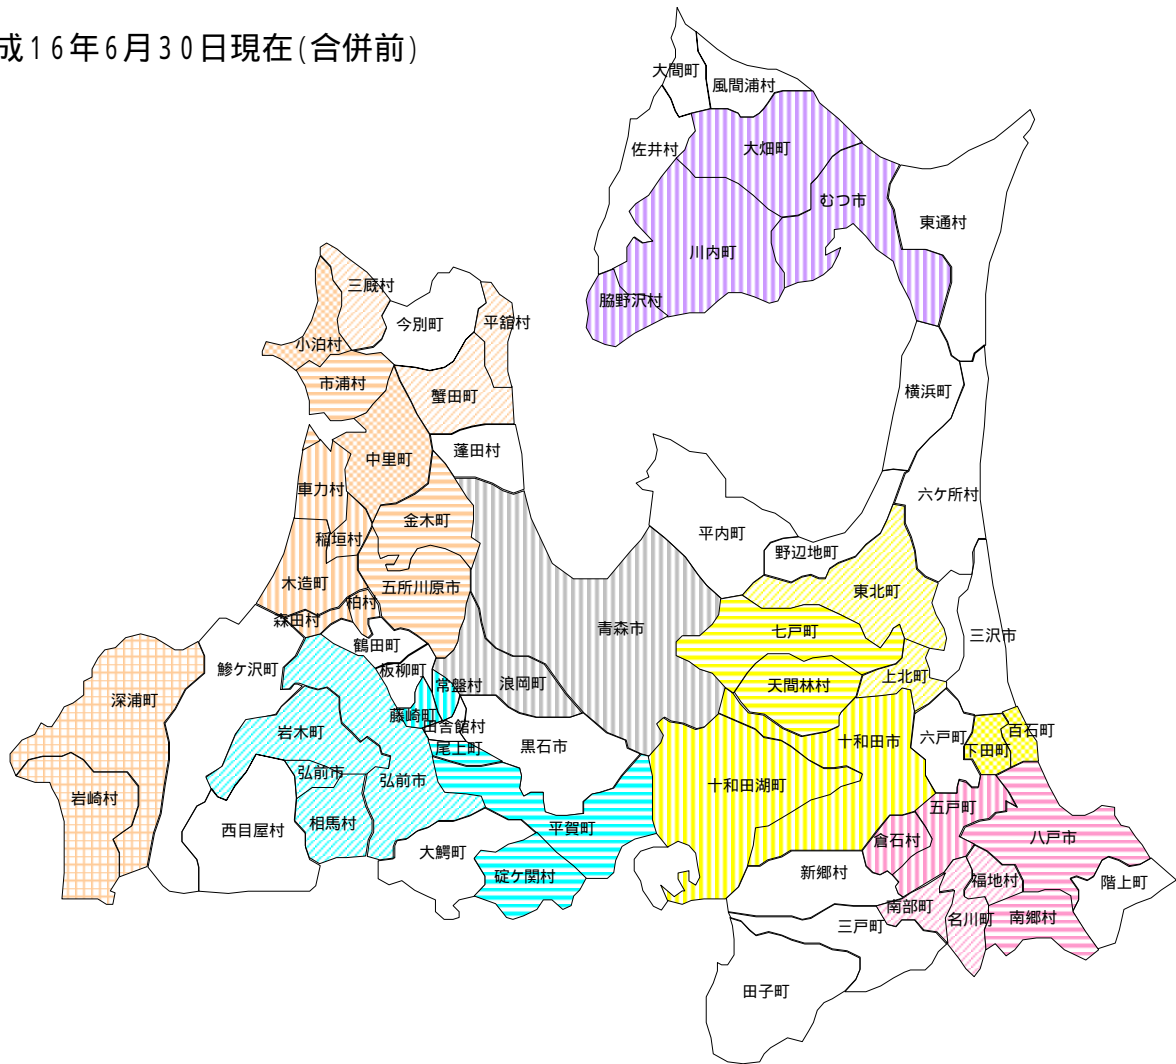 成16年6月30日現在(合併前)
大間町
風間浦村
佐井村
大畑町
むつ市
東通村
川内町
脇野沢村
三厩村
今別町
平舘村
小泊村
市浦村
蟹田町
横浜町
蓬田村
中里町
車力村
六ケ所村
金木町
稲垣村
平内町
野辺地町
木造町
五所川原市
東北町
柏村
森田村
青森市
七戸町
三沢市
鶴田町
鰺ケ沢町
板柳町
常盤村
浪岡町
天間林村
上北町
深浦町
藤崎町
田舎館村
岩木町
尾上町
黒石市
十和田市
六戸町
百石町
下田町
弘前市
弘前市
十和田湖町
岩崎村
五戸町
相馬村
西目屋村
平賀町
倉石村
八戸市
大鰐町
碇ケ関村
新郷村
福地村
階上町
南部町
名川町
南郷村
三戸町
田子町